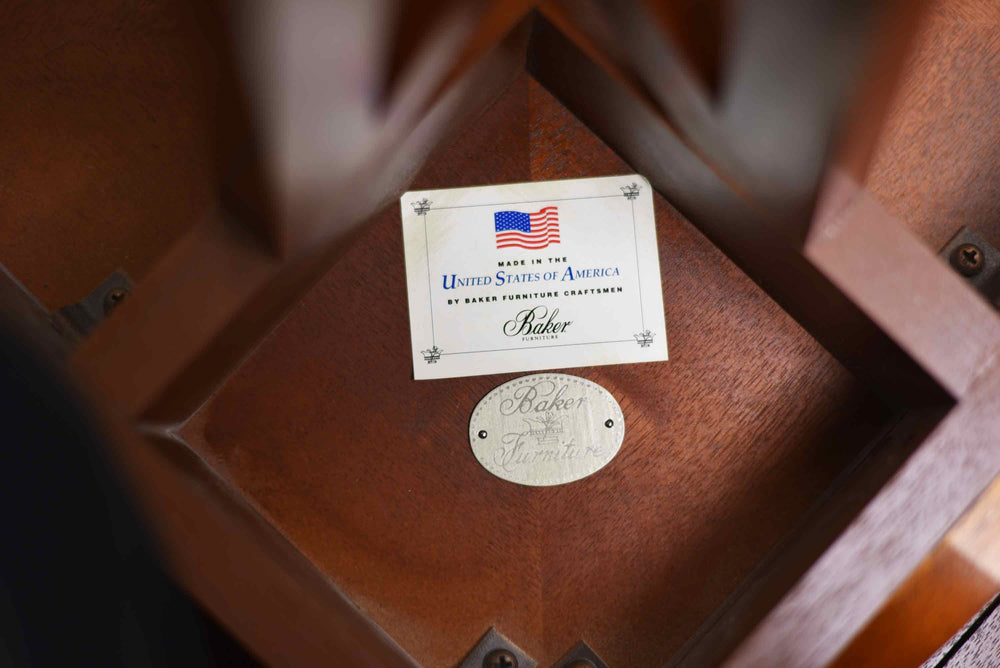 MADE IN THE
UNITED STATES OF AMERICA
BY BAKER FURNITURE CRAFTSMEN
Baker
FURNITURE
Baker
Furniture